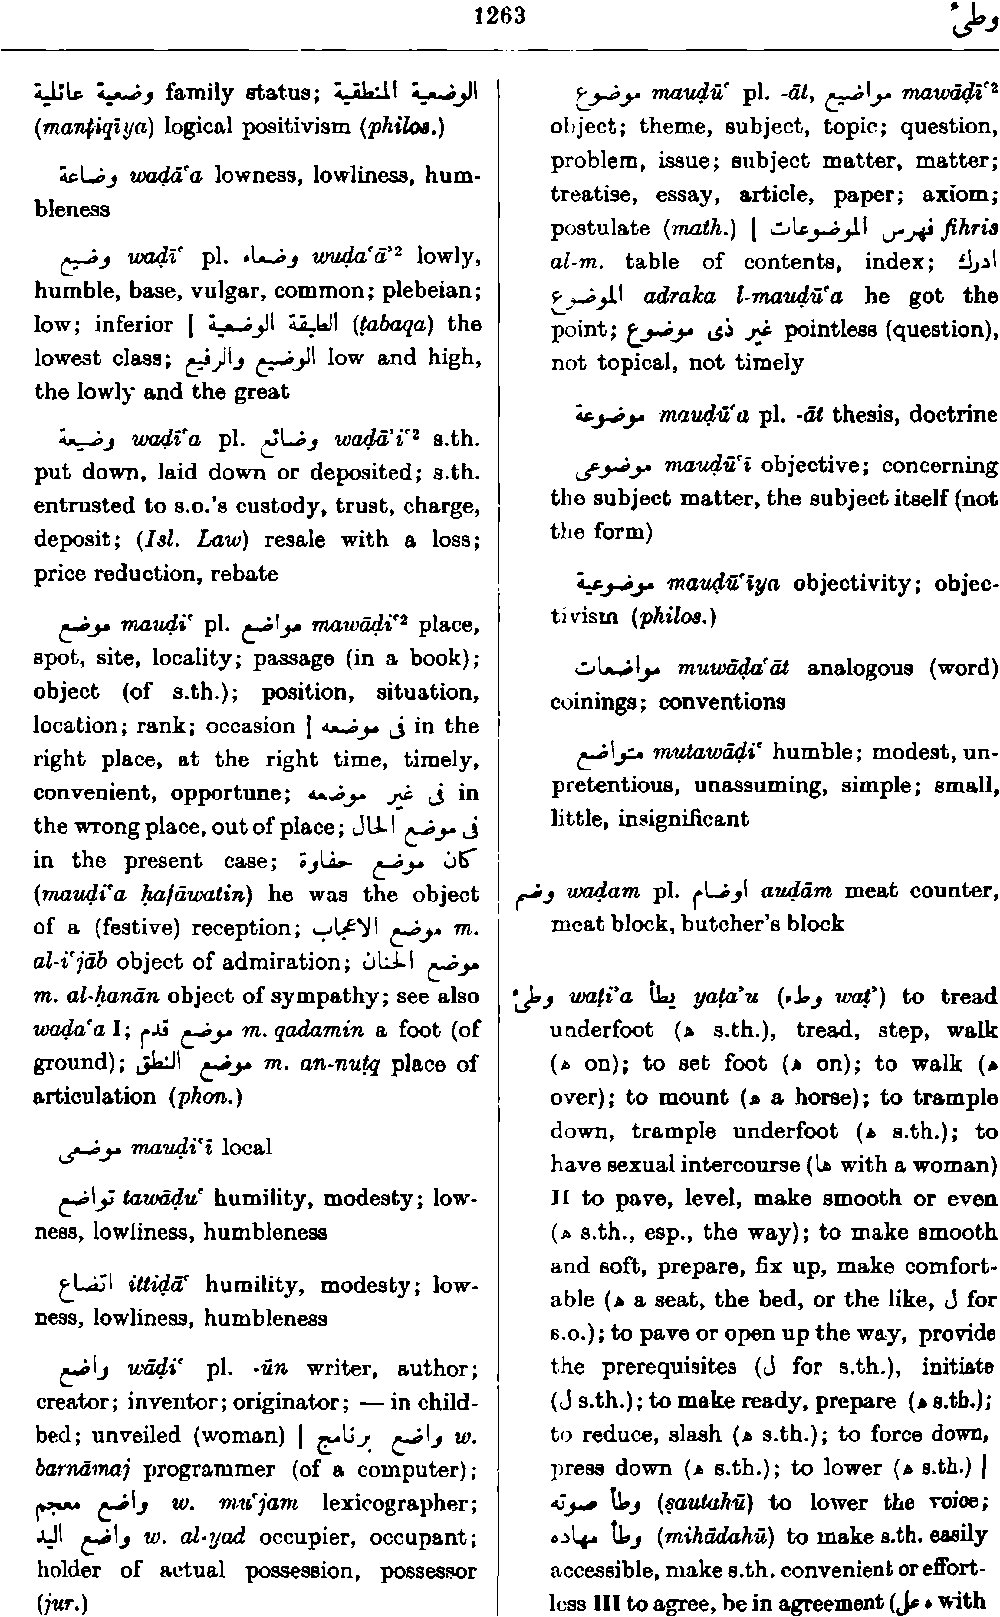 1263
وطئ
الوضعية المنطقية وضعية عائلية family status;
(manṭiqīya) logical positivism (philos.)
وضاعة waḍāʿa lowness, lowliness, hum-
bleness
وضيع waḍīʿ pl. وضعاء wuḍaʿāʾ² lowly,
humble, base, vulgar, common; plebeian;
low; inferior | الطبقة الوضيعة (ṭabaqa) the
lowest class; الوضيع والرفيع low and high,
the lowly and the great
وضيعة waḍīʿa pl. وضائع waḍāʾiʿ² s.th.
put down, laid down or deposited; s.th.
entrusted to s.o.'s custody, trust, charge,
deposit; (Isl. Law) resale with a loss;
price reduction, rebate
موضع mauḍiʿ pl. مواضع mawāḍiʿ² place,
spot, site, locality; passage (in a book);
object (of s.th.); position, situation,
location; rank; occasion | فى موضعه in the
right place, at the right time, timely,
convenient, opportune; فى غير موضعه in
the wrong place, out of place; فى موضع الحال
in the present case; كان موضع حفاوة
(mauḍiʿa ḥafāwatin) he was the object
of a (festive) reception; موضع الاعجاب m.
al-iʿjāb object of admiration; موضع الحنان
m. al-ḥanān object of sympathy; see also
waḍaʿa I; موضع قدم m. qadamin a foot (of
ground); موضع النطق m. an-nutq place of
articulation (phon.)
موضعى mauḍiʿī local
تواضع tawāḍuʿ humility, modesty; low-
ness, lowliness, humbleness
اتضاع ittiḍāʿ humility, modesty; low-
ness, lowliness, humbleness
واضع wāḍiʿ pl. -ūn writer, author;
creator; inventor; originator; — in child-
bed; unveiled (woman) | واضع برنامج w.
barnāmaj programmer (of a computer);
واضع معجم w. muʿjam lexicographer;
واضع اليد w. al-yad occupier, occupant;
holder of actual possession, possessor
(jur.)
موضوع mauḍūʿ pl. -āt, مواضيع mawāḍīʿ²
object; theme, subject, topic; question,
problem, issue; subject matter, matter;
treatise, essay, article, paper; axiom;
postulate (math.) | فهرس الموضوعات fihris
al-m. table of contents, index; ادرك
الموضوع adraka l-mauḍūʿa he got the
point; غير ذى موضوع pointless (question),
not topical, not timely
موضوعة mauḍūʿa pl. -āt thesis, doctrine
موضوعى mauḍūʿī objective; concerning
the subject matter, the subject itself (not
the form)
موضوعية mauḍūʿīya objectivity; objec-
tivism (philos.)
مواضعات muwāḍaʿāt analogous (word)
coinings; conventions
متواضع mutawāḍiʿ humble; modest, un-
pretentious, unassuming, simple; small,
little, insignificant
وضم waḍam pl. اوضام auḍām meat counter,
meat block, butcher's block
وطئ waṭiʾa يطأ yaṭaʾu (وطء waṭʾ) to tread
underfoot (ه s.th.), tread, step, walk
(ه on); to set foot (ه on); to walk (ه
over); to mount (ه a horse); to trample
down, trample underfoot (ه s.th.); to
have sexual intercourse (ها with a woman)
II to pave, level, make smooth or even
(ه s.th., esp., the way); to make smooth
and soft, prepare, fix up, make comfort-
able (ه a seat, the bed, or the like, ل for
s.o.); to pave or open up the way, provide
the prerequisites (ل for s.th.), initiate
(ل s.th.); to make ready, prepare (ه s.th.);
to reduce, slash (ه s.th.); to force down,
press down (ه s.th.); to lower (ه s.th.) |
وطأ صوته (ṣautahū) to lower the voice;
وطأ مهاده (mihādahū) to make s.th. easily
accessible, make s.th. convenient or effort-
less III to agree, be in agreement (ه على with